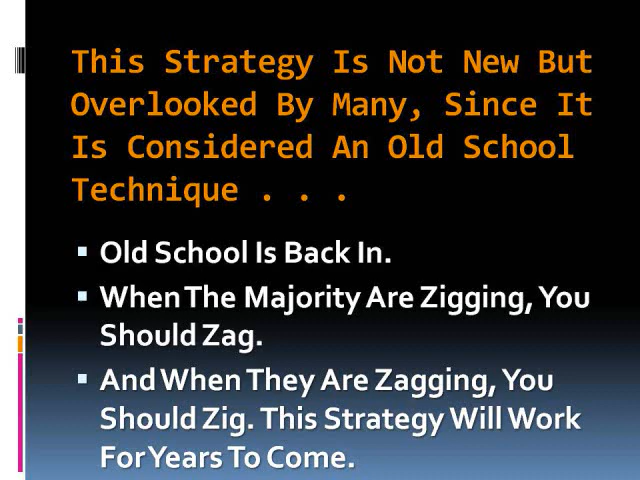 This Strategy Is Not New But
Overlooked By Many, Since It
Is Considered An Old School
Technique . . .
Old School Is Back In.
When The Majority Are Zigging, You
Should Zag.
And When They Are Zagging, You
Should Zig. This Strategy Will Work
For Years To Come.